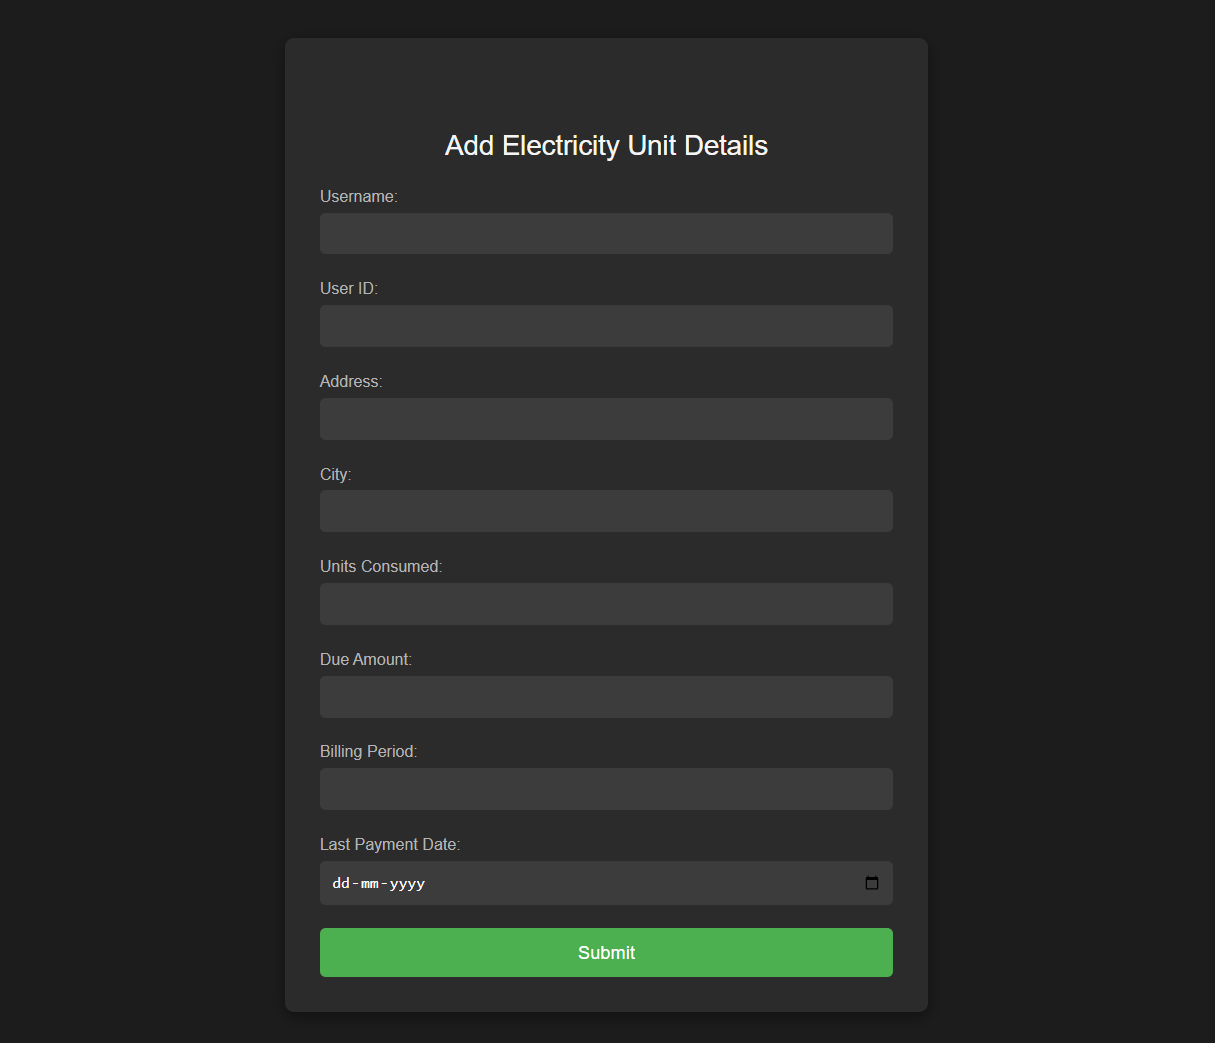 Add Electricity Unit Details
Username:
User ID:
Address:
City:
Units Consumed:
Due Amount:
Billing Period:
Last Payment Date:
dd-mm-yyyy
Submit